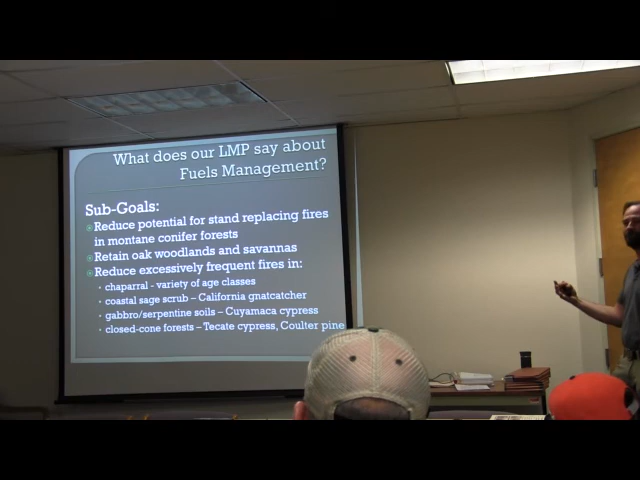 What does our LMP say about
Fuels Management?
Sub-Goals:
Reduce potential for stand replacing fires
in montane conifer forests
Retain oak woodlands and savannas
Reduce excessively frequent fires in:
chaparral - variety of age classes
coastal sage scrub – California gnatcatcher
gabbro/serpentine soils – Cuyamaca cypress
closed-cone forests – Tecate cypress, Coulter pine